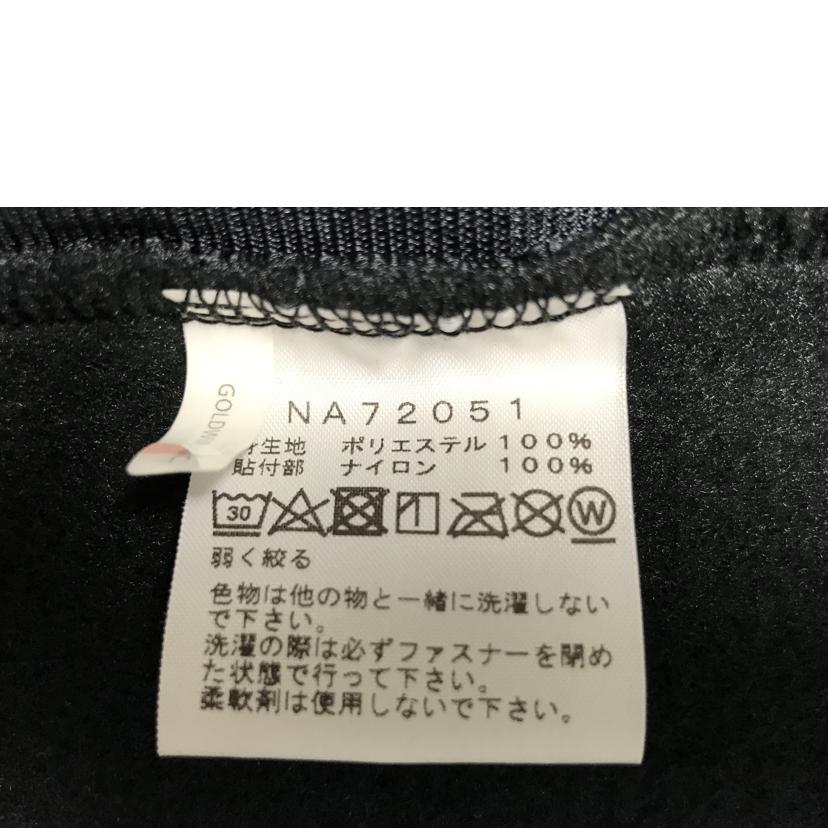 GOLDW
NA72051
身生地 ポリエステル 100%
貼付部 ナイロン 100%
30
W
弱く絞る
色物は他の物と一緒に洗濯しない
で下さい。
洗濯の際は必ずファスナーを閉め
た状態で行って下さい。
柔軟剤は使用しないで下さい。